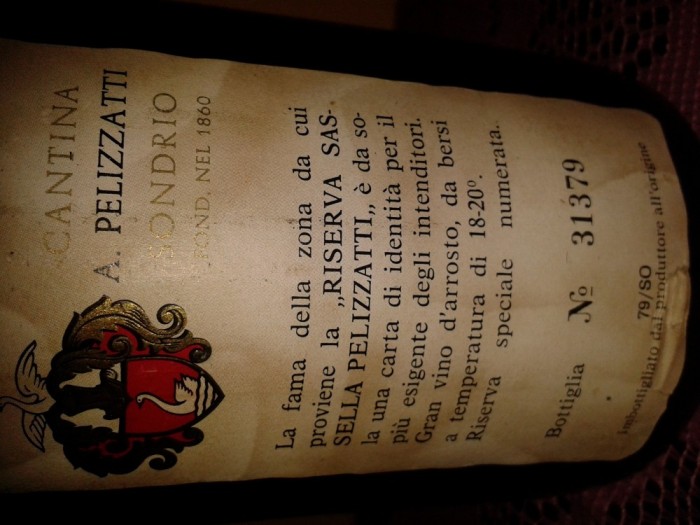 CANTINA
A. PELIZZATTI
SONDRIO
FOND. NEL 1860
La fama della zona da cui
proviene la „RISERVA SAS-
SELLA PELIZZATTI„ è da so-
la una carta di identità per il
più esigente degli intenditori.
Gran vino d'arrosto, da bersi
a temperatura di 18-20°.
Riserva speciale numerata.
Bottiglia № 31379
79/SO
Imbottigliato dal produttore all'origine